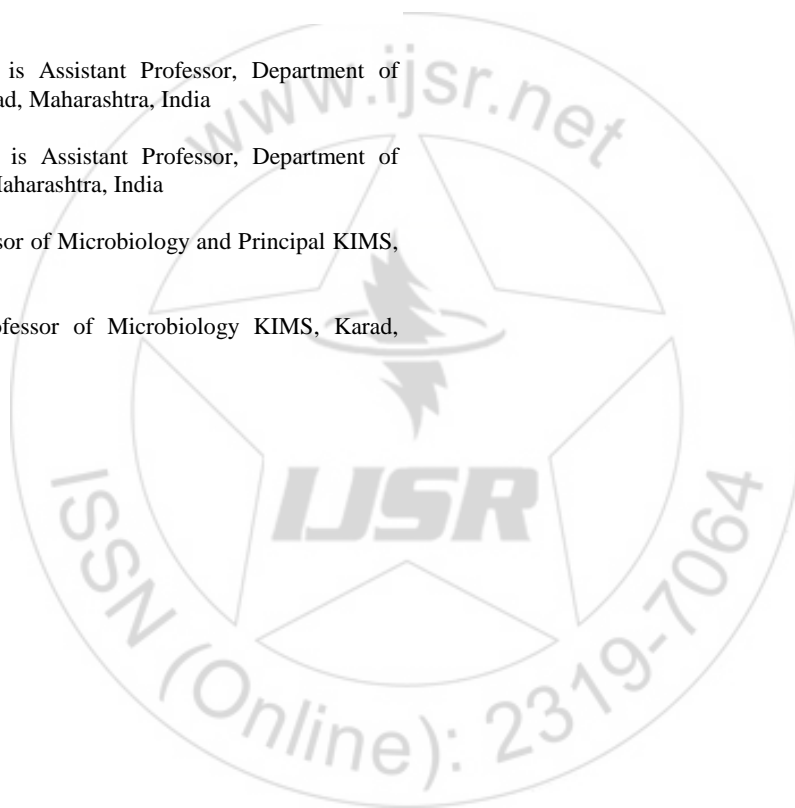 is Assistant Professor, Department of
ad, Maharashtra, India
is Assistant Professor, Department of
Maharashtra, India
sor of Microbiology and Principal KIMS,
ofessor of Microbiology KIMS, Karad,
www.ijsr.net
IJSR
ISSN (Online): 2319-7064